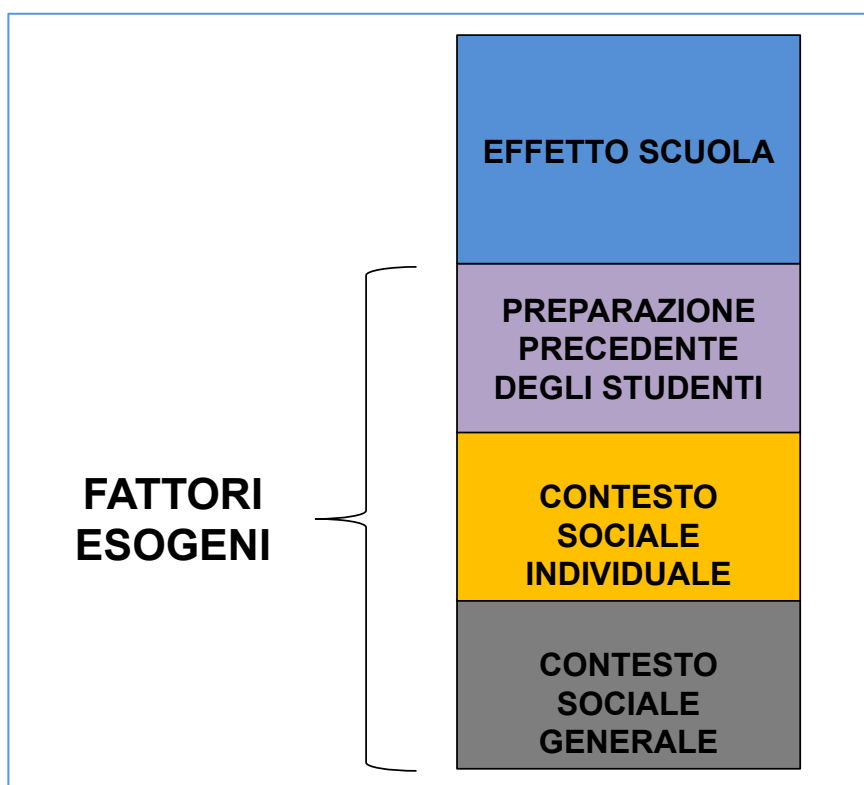 EFFETTO SCUOLA
PREPARAZIONE
PRECEDENTE
DEGLI STUDENTI
FATTORI
ESOGENI
CONTESTO
SOCIALE
INDIVIDUALE
CONTESTO
SOCIALE
GENERALE